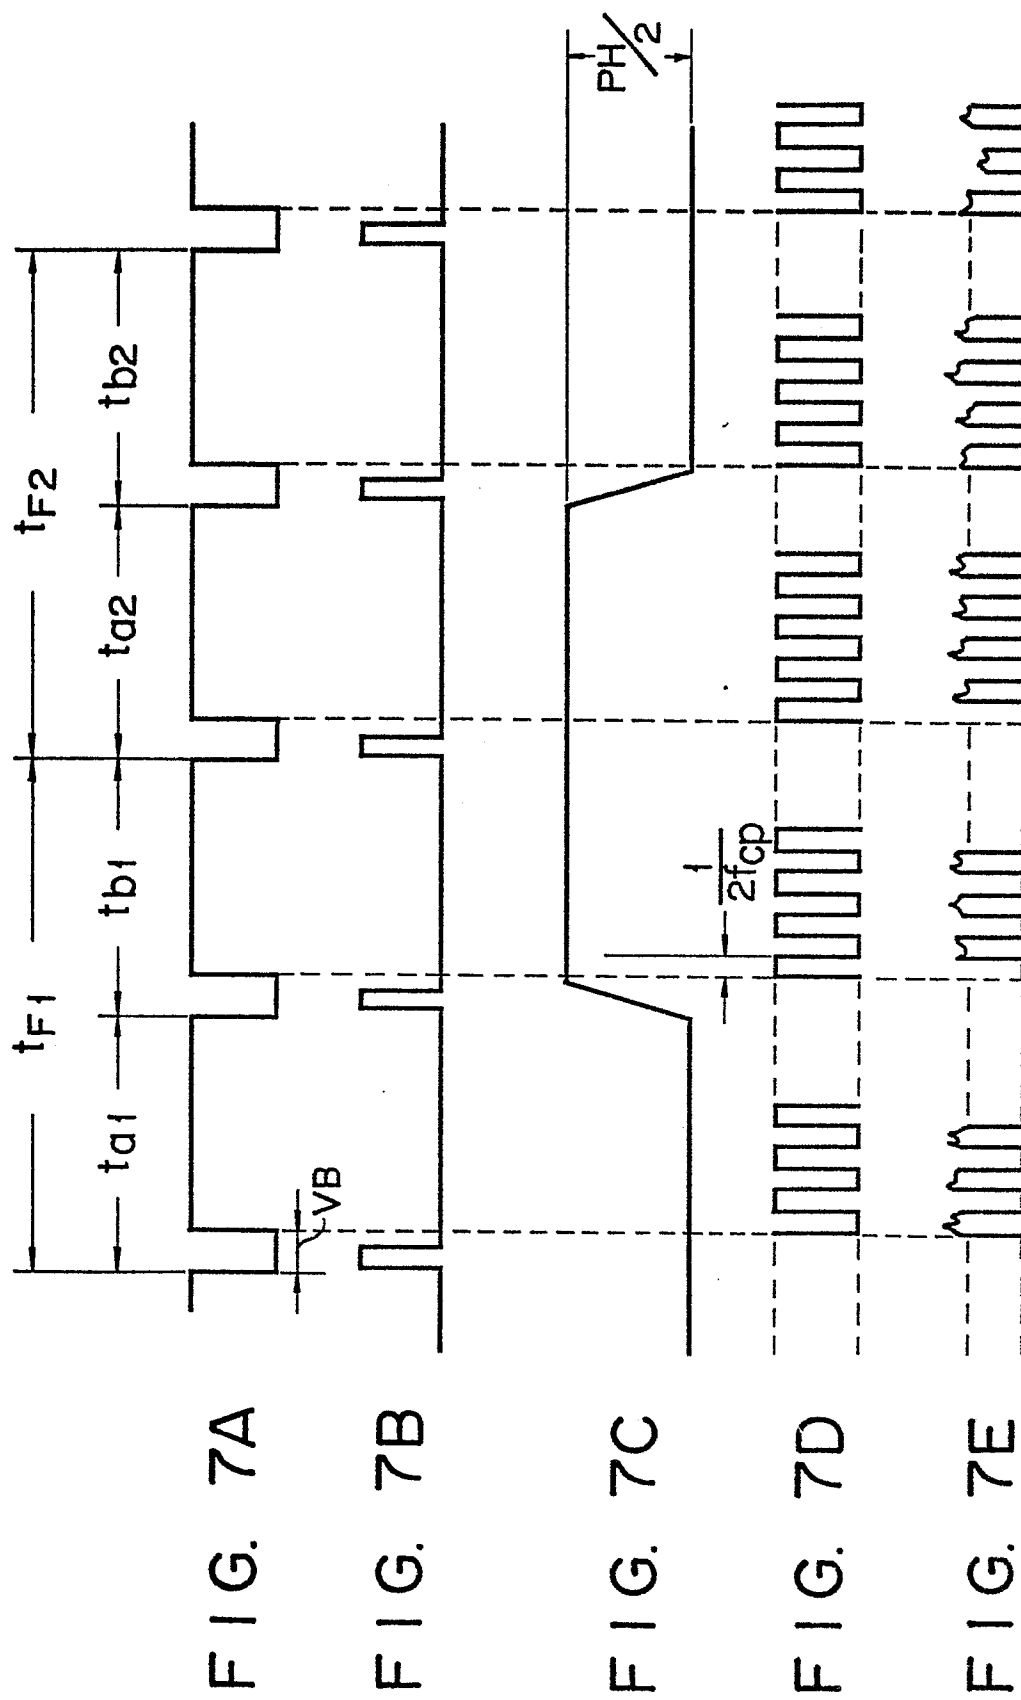 tF1 tF2
ta1 tb1 ta2 tb2
FIG. 7A
VB
FIG. 7B
FIG. 7C
PH/2
1/2fcp
FIG. 7D
FIG. 7E